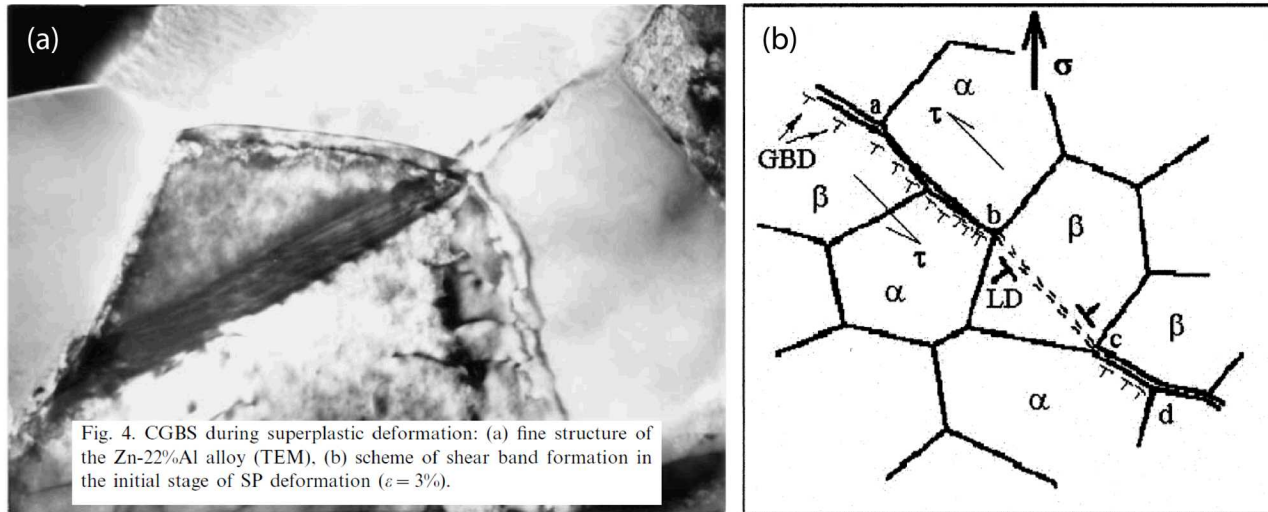 (a)
Fig. 4. CGBS during superplastic deformation: (a) fine structure of
the Zn-22%Al alloy (TEM), (b) scheme of shear band formation in
the initial stage of SP deformation (ε = 3%).
(b)
σ
α
a
τ
GBD
β
b
β
τ
LD
α
c
β
α
d